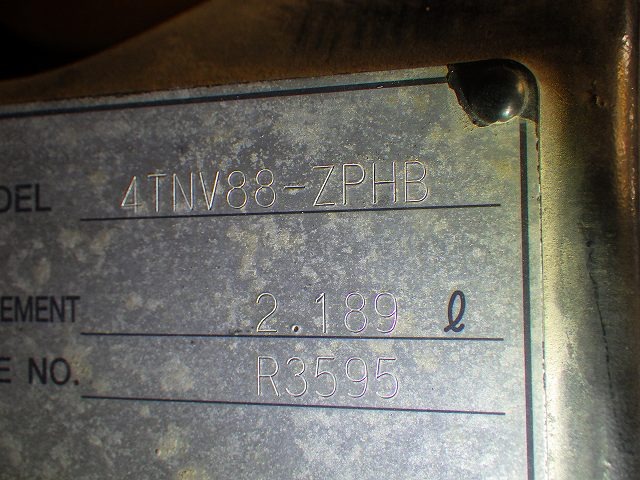 DEL 4TNV88-ZPHB
EMENT 2.189 ℓ
E NO. R3595